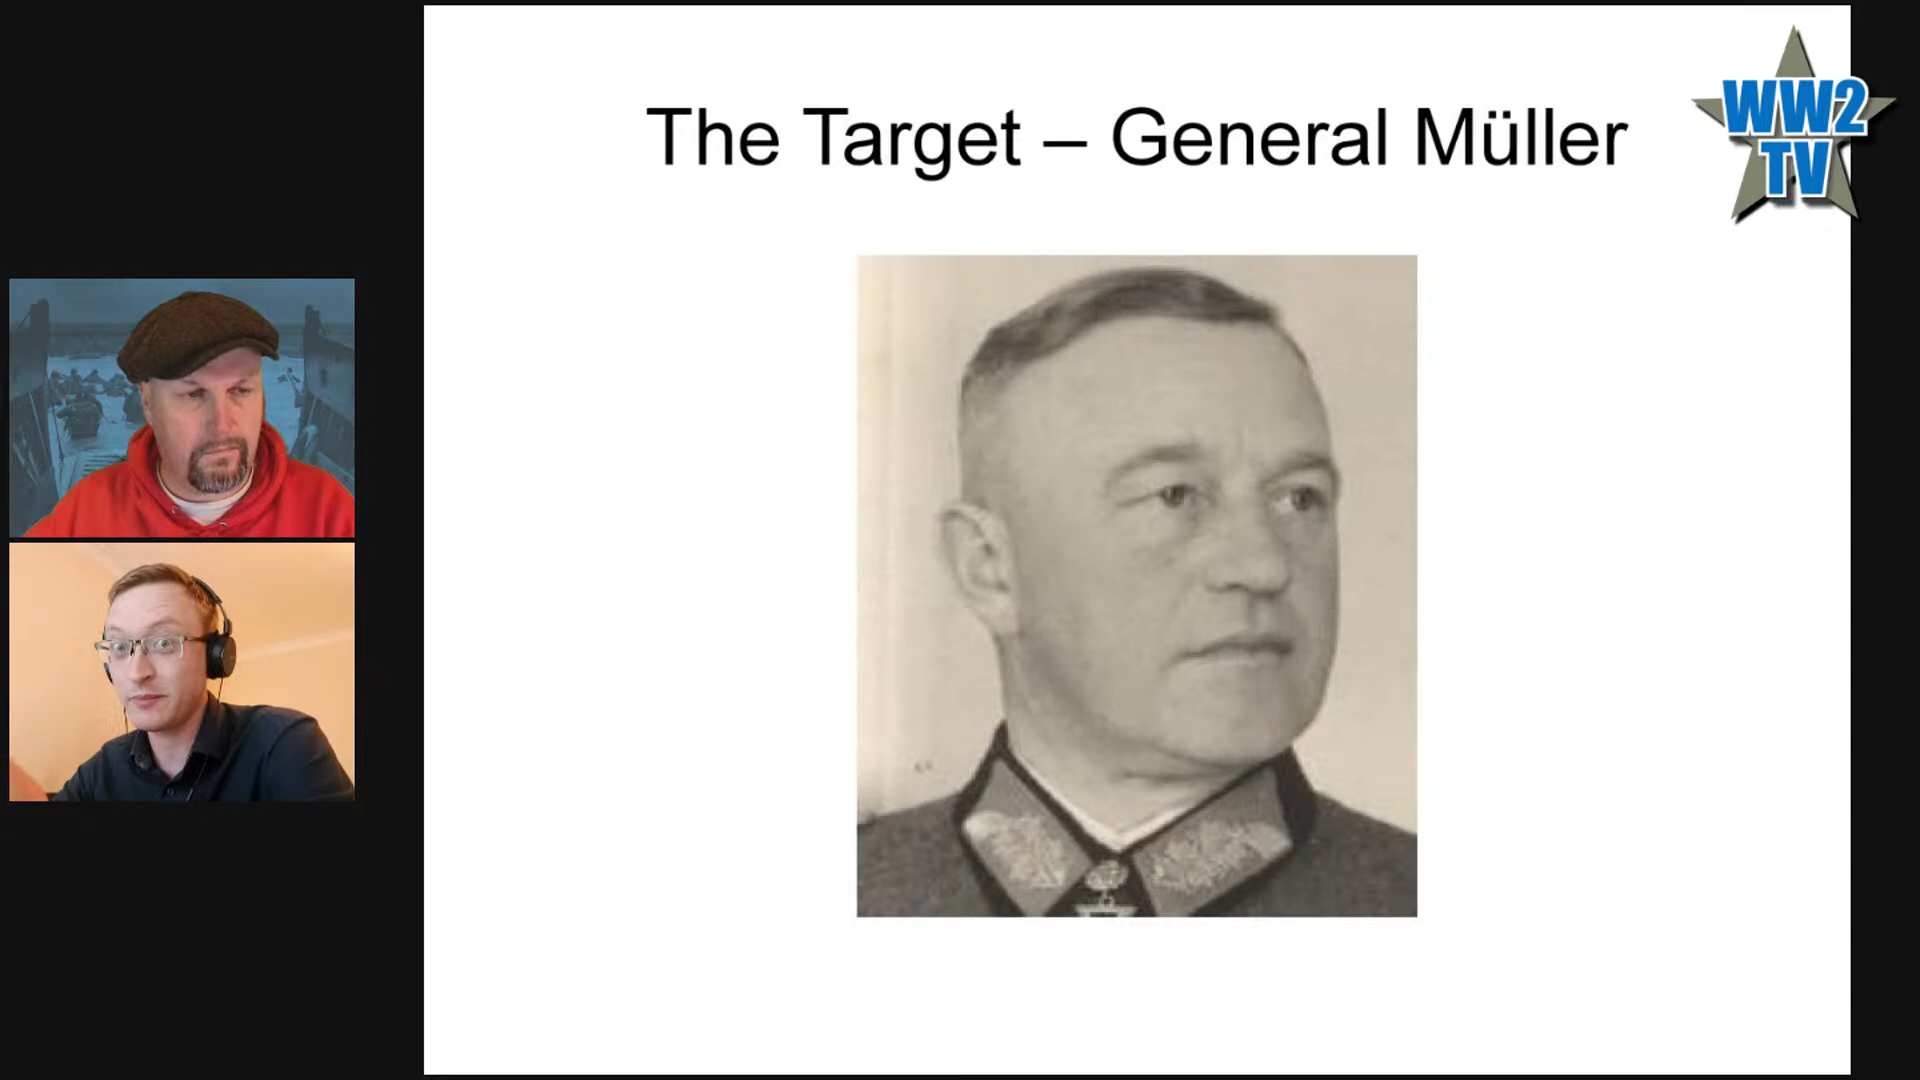 The Target – General Müller
WW2
TV